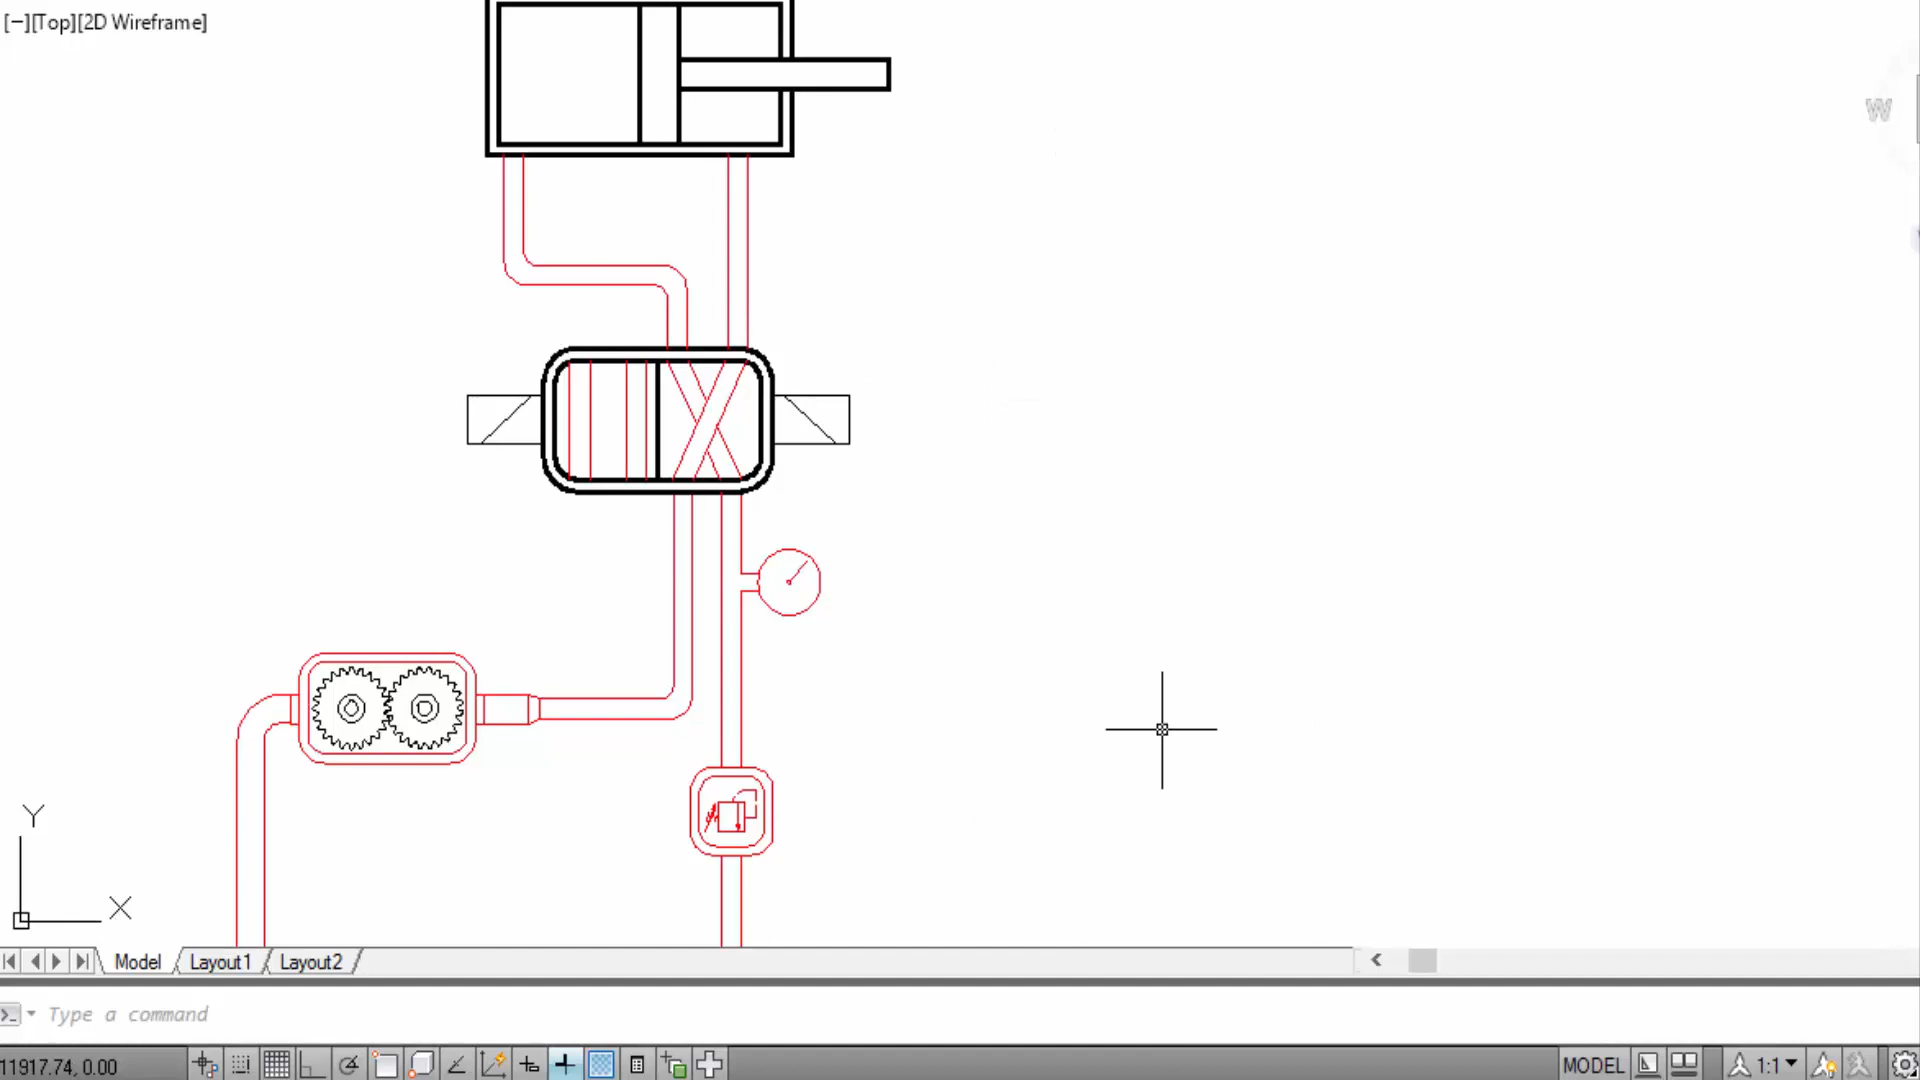 [−][Top][2D Wireframe]
W
Y
X
Model
Layout1
Layout2
Type a command
11917.74, 0.00
MODEL
1:1